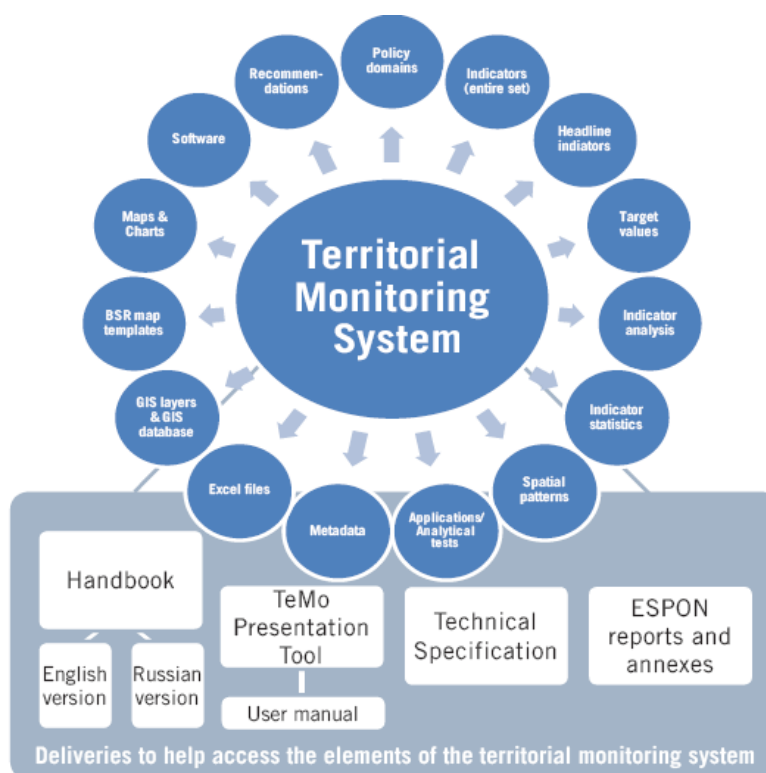 Policy
domains
Indicators
(entire set)
Headline
indiators
Target
values
Indicator
analysis
Indicator
statistics
Spatial
patterns
Applications/
Analytical
tests
Metadada
Excel files
GIS layers
& GIS
database
BSR map
templates
Maps &
Charts
Software
Recommen-
dations
Territorial
Monitoring
System
Handbook
English
version
Russian
version
TeMo
Presentation
Tool
User manual
Technical
Specification
ESPON
reports and
annexes
Deliveries to help access the elements of the territorial monitoring system